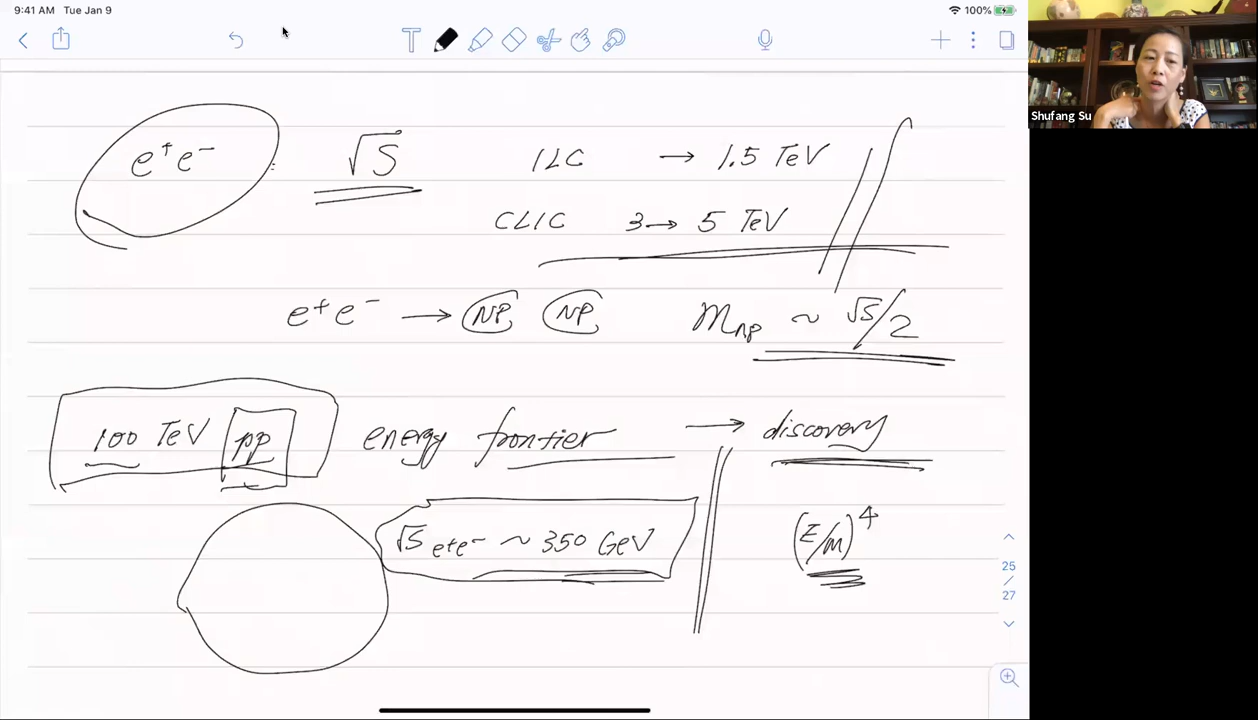 9:41 AM Tue Jan 9
100%
T
Shufang Su
e⁺e⁻ √S ILC → 1.5 TeV
CLIC 3→ 5 TeV
e⁺e⁻ → NP NP m_NP ~ √S/2
100 TeV pp energy frontier → discovery
√S e+e- ~ 350 GeV (E/m)⁴
25
/
27